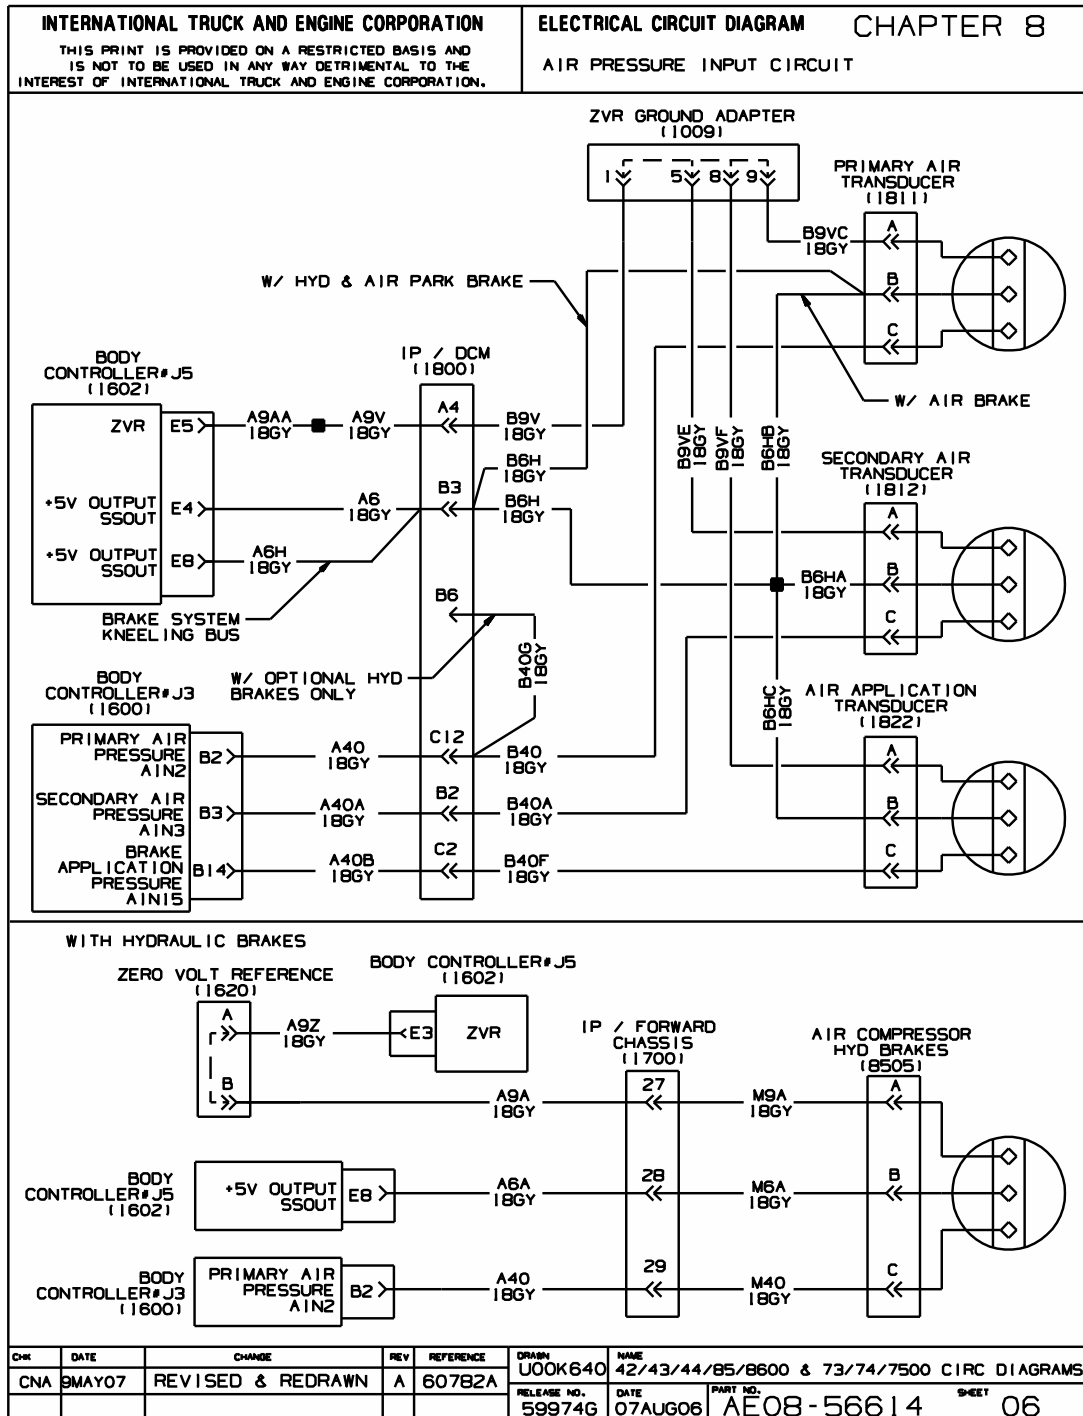 INTERNATIONAL TRUCK AND ENGINE CORPORATION
THIS PRINT IS PROVIDED ON A RESTRICTED BASIS AND
IS NOT TO BE USED IN ANY WAY DETRIMENTAL TO THE
INTEREST OF INTERNATIONAL TRUCK AND ENGINE CORPORATION.
ELECTRICAL CIRCUIT DIAGRAM CHAPTER 8
AIR PRESSURE INPUT CIRCUIT
ZVR GROUND ADAPTER
(1009)
1 5 8 9
PRIMARY AIR
TRANSDUCER
(1811)
A
B9VC
18GY
B
C
W/ HYD & AIR PARK BRAKE
W/ AIR BRAKE
BODY
CONTROLLER#J5
(1602)
IP / DCM
(1800)
ZVR E5
A9AA
18GY
A9V
18GY
A4
B9V
18GY
B6H
18GY
B9VE
18GY
B9VF
18GY
B6HB
18GY
+5V OUTPUT
SSOUT
E4
A6
18GY
B3
B6H
18GY
+5V OUTPUT
SSOUT
E8
A6H
18GY
BRAKE SYSTEM
KNEELING BUS
SECONDARY AIR
TRANSDUCER
(1812)
A
B6HA
18GY
B
C
B6
B40G
18GY
W/ OPTIONAL HYD
BRAKES ONLY
B6HC
18GY
AIR APPLICATION
TRANSDUCER
(1822)
A
B
C
BODY
CONTROLLER#J3
(1600)
PRIMARY AIR
PRESSURE
AIN2
B2
A40
18GY
C12
B40
18GY
SECONDARY AIR
PRESSURE
AIN3
B3
A40A
18GY
B2
B40A
18GY
BRAKE
APPLICATION
PRESSURE
AIN15
B14
A40B
18GY
C2
B40F
18GY
WITH HYDRAULIC BRAKES
ZERO VOLT REFERENCE
(1620)
A
B
A9Z
18GY
BODY CONTROLLER#J5
(1602)
E3 ZVR
IP / FORWARD
CHASSIS
(1700)
AIR COMPRESSOR
HYD BRAKES
(8505)
A9A
18GY
27
M9A
18GY
A
BODY
CONTROLLER#J5
(1602)
+5V OUTPUT
SSOUT
E8
A6A
18GY
28
M6A
18GY
B
BODY
CONTROLLER#J3
(1600)
PRIMARY AIR
PRESSURE
AIN2
B2
A40
18GY
29
M40
18GY
C
CHK DATE CHANGE REV REFERENCE
CNA 9MAY07 REVISED & REDRAWN A 60782A
DRAWN
U00K640
NAME
42/43/44/85/8600 & 73/74/7500 CIRC DIAGRAMS
RELEASE NO.
59974G
DATE
07AUG06
PART NO.
AE08-56614
SHEET
06